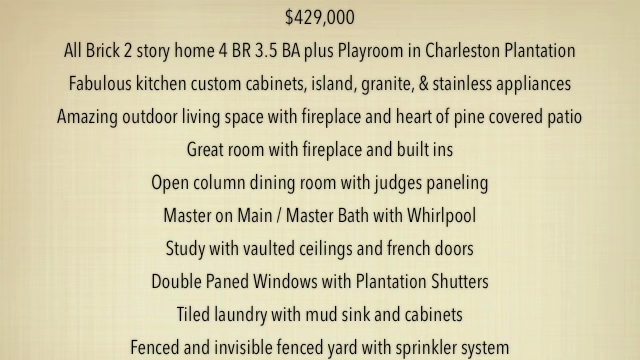 $429,000
All Brick 2 story home 4 BR 3.5 BA plus Playroom in Charleston Plantation
Fabulous kitchen custom cabinets, island, granite, & stainless appliances
Amazing outdoor living space with fireplace and heart of pine covered patio
Great room with fireplace and built ins
Open column dining room with judges paneling
Master on Main / Master Bath with Whirlpool
Study with vaulted ceilings and french doors
Double Paned Windows with Plantation Shutters
Tiled laundry with mud sink and cabinets
Fenced and invisible fenced yard with sprinkler system